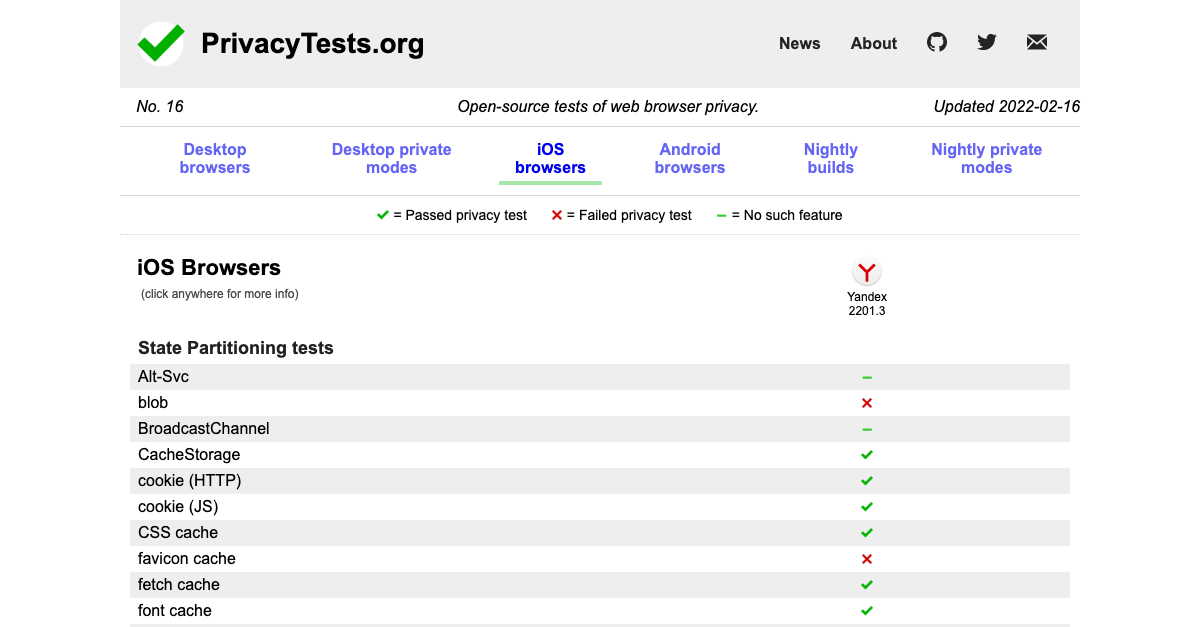 PrivacyTests.org
News About
No. 16 Open-source tests of web browser privacy. Updated 2022-02-16
Desktop browsers
Desktop private modes
iOS browsers
Android browsers
Nightly builds
Nightly private modes
= Passed privacy test = Failed privacy test = No such feature
iOS Browsers
(click anywhere for more info)
Yandex
2201.3
State Partitioning tests
Alt-Svc
blob
BroadcastChannel
CacheStorage
cookie (HTTP)
cookie (JS)
CSS cache
favicon cache
fetch cache
font cache